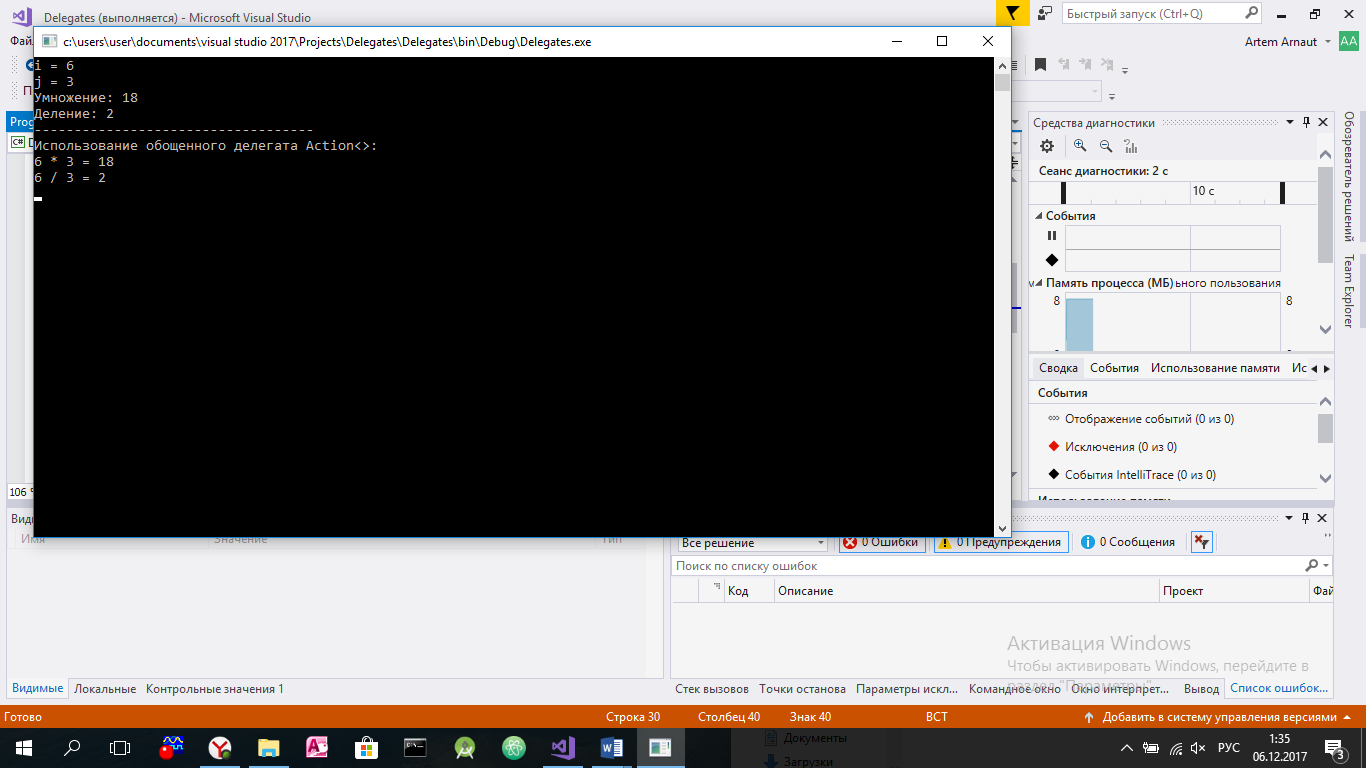 Delegates (выполняется) - Microsoft Visual Studio
Быстрый запуск (Ctrl+Q)
c:\users\user\documents\visual studio 2017\Projects\Delegates\Delegates\bin\Debug\Delegates.exe
Artem Arnaut
AA
i = 6
j = 3
Умножение: 18
Деление: 2
-----------------------------------
Использование обощенного делегата Action<>:
6 * 3 = 18
6 / 3 = 2
Средства диагностики
Сеанс диагностики: 2 с
10 с
События
Память процесса (МБ)
ьного пользования
8
8
Сводка
События
Использование памяти
События
Отображение событий (0 из 0)
Исключения (0 из 0)
События IntelliTrace (0 из 0)
Обозреватель решений
Team Explorer
106 %
Имя
Значение
Тип
Все решение
0 Ошибки
0 Предупреждения
0 Сообщения
Поиск по списку ошибок
Код
Описание
Проект
Активация Windows
Чтобы активировать Windows, перейдите в
раздел "Параметры".
Видимые
Локальные
Контрольные значения 1
Стек вызовов
Точки останова
Параметры искл...
Командное окно
Окно интерпрет...
Вывод
Список ошибок...
Готово
Строка 30
Столбец 40
Знак 40
ВСТ
Добавить в систему управления версиями
Документы
Загрузки
РУС
1:35
06.12.2017
3